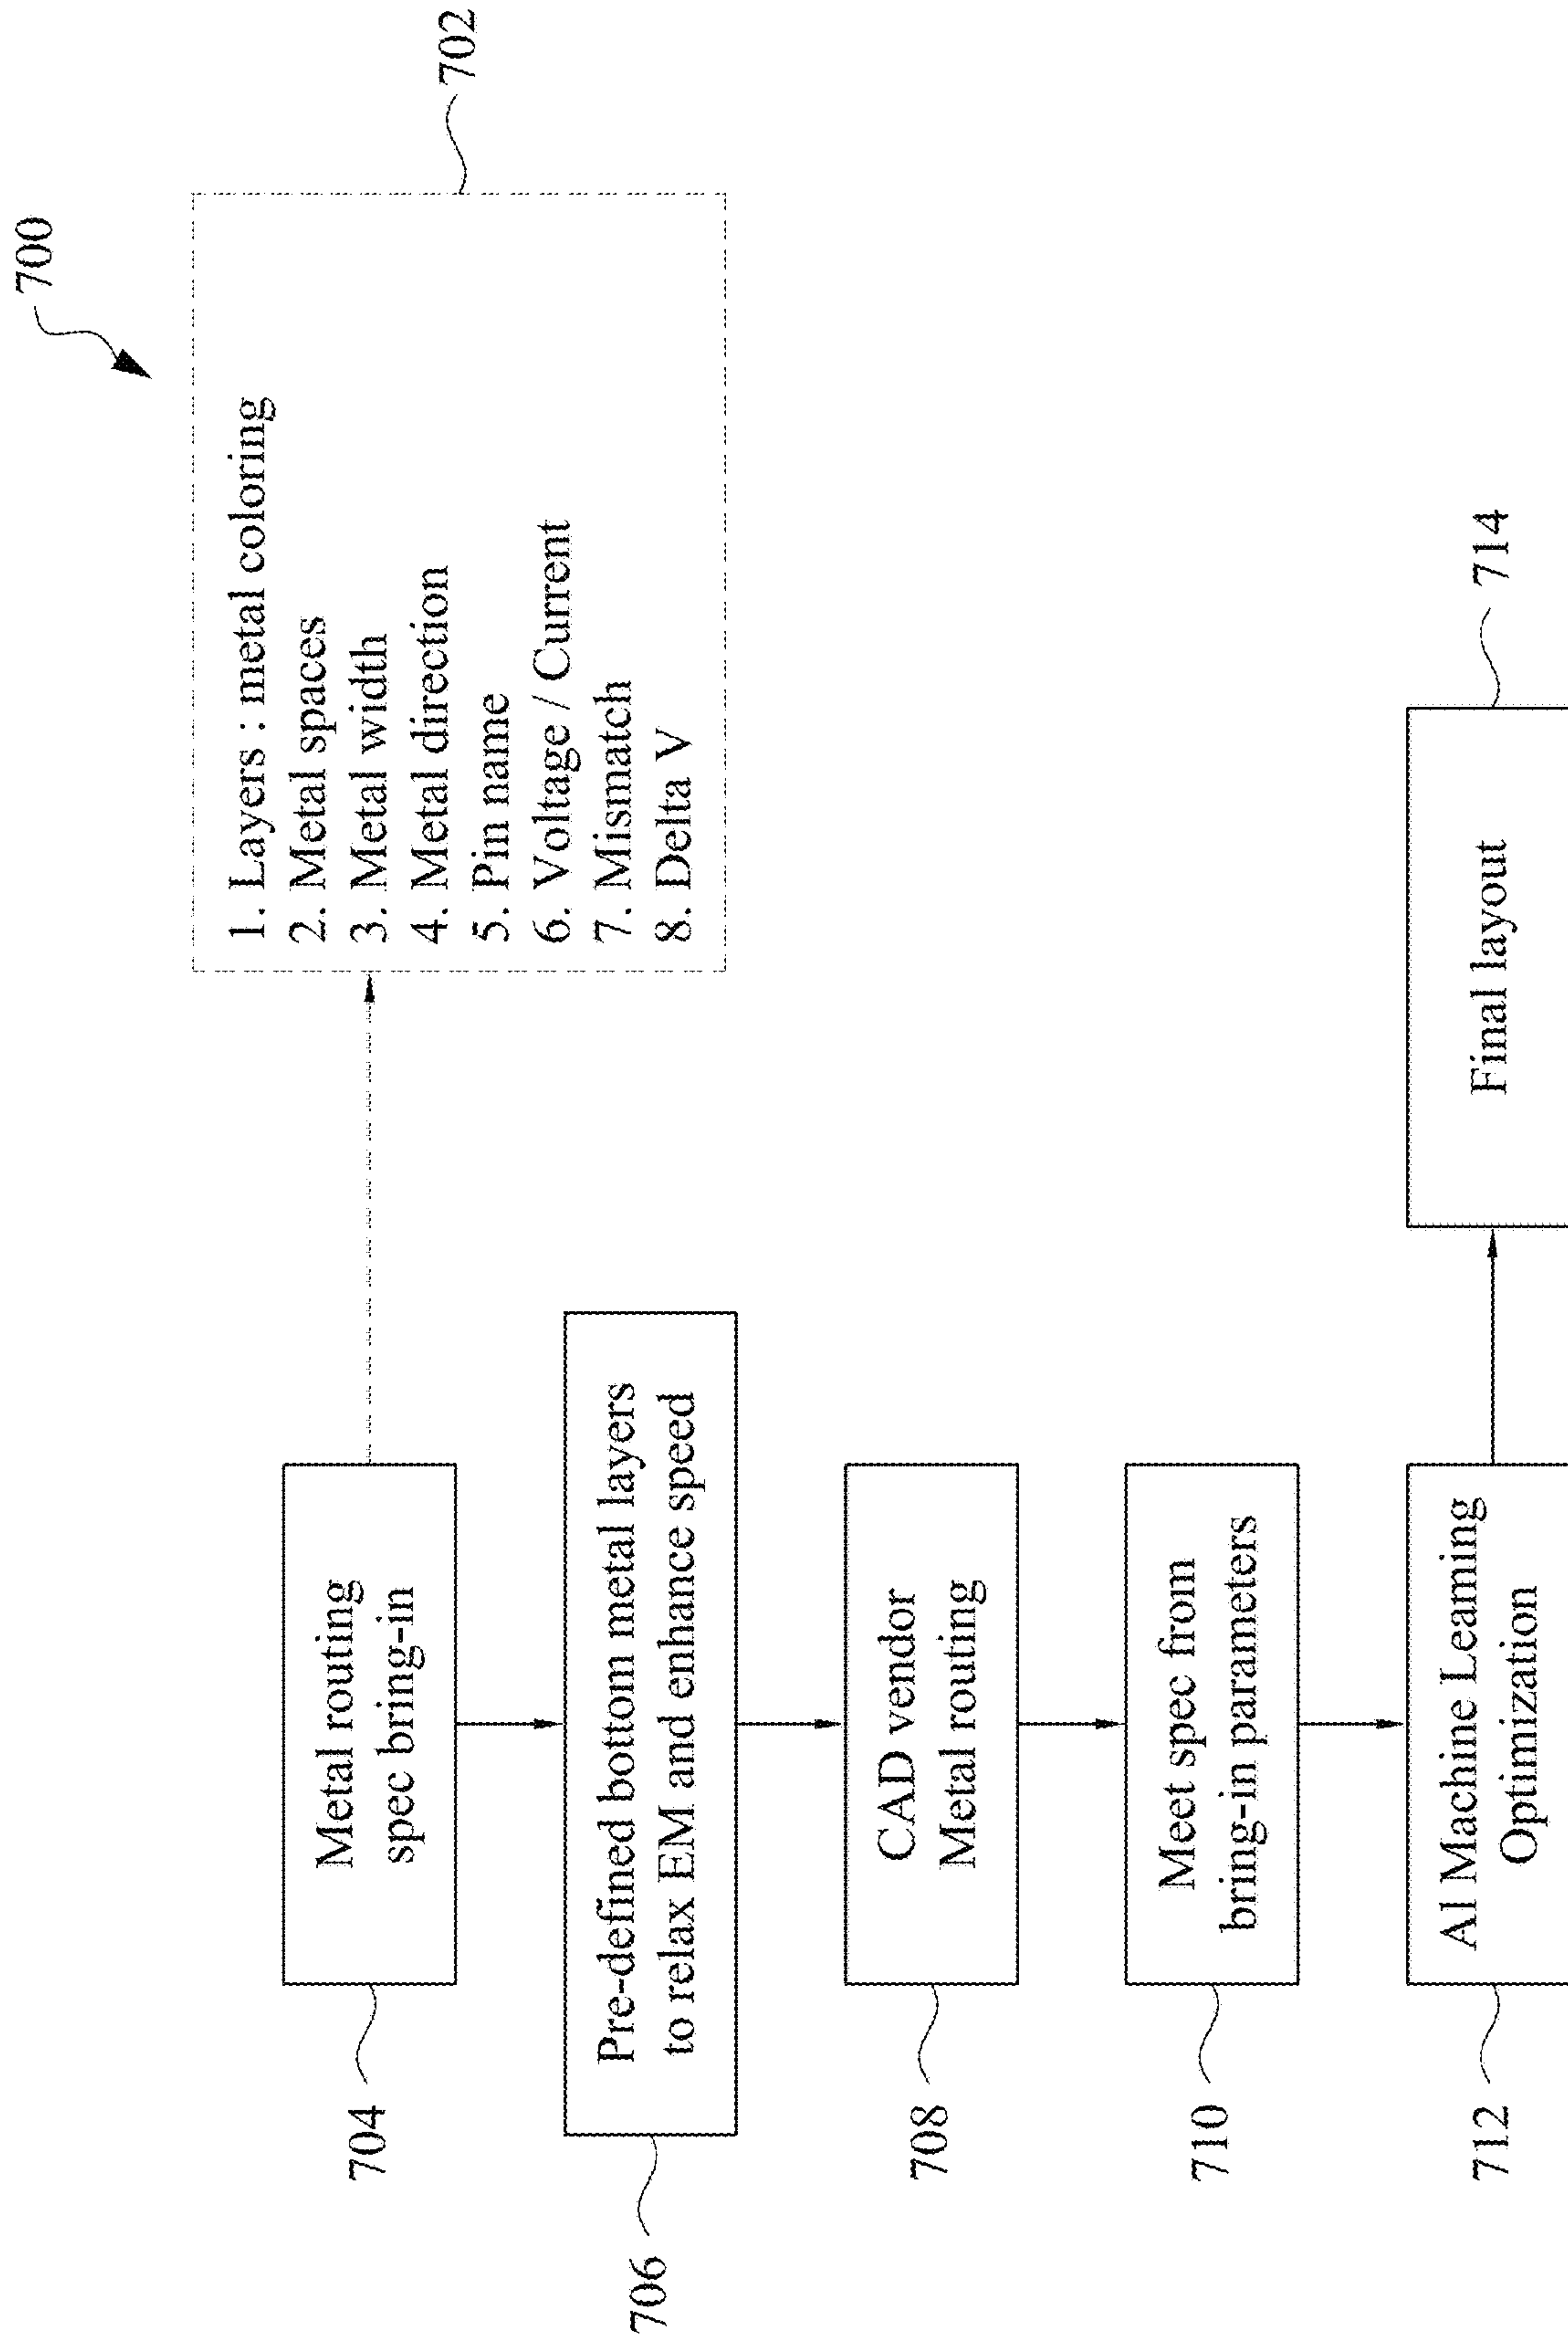 700
702
1. Layers : metal coloring
2. Metal spaces
3. Metal width
4. Metal direction
5. Pin name
6. Voltage / Current
7. Mismatch
8. Delta V
704
Metal routing
spec bring-in
706
Pre-defined bottom metal layers
to relax EM and enhance speed
708
CAD vendor
Metal routing
710
Meet spec from
bring-in parameters
712
AI Machine Learning
Optimization
714
Final layout